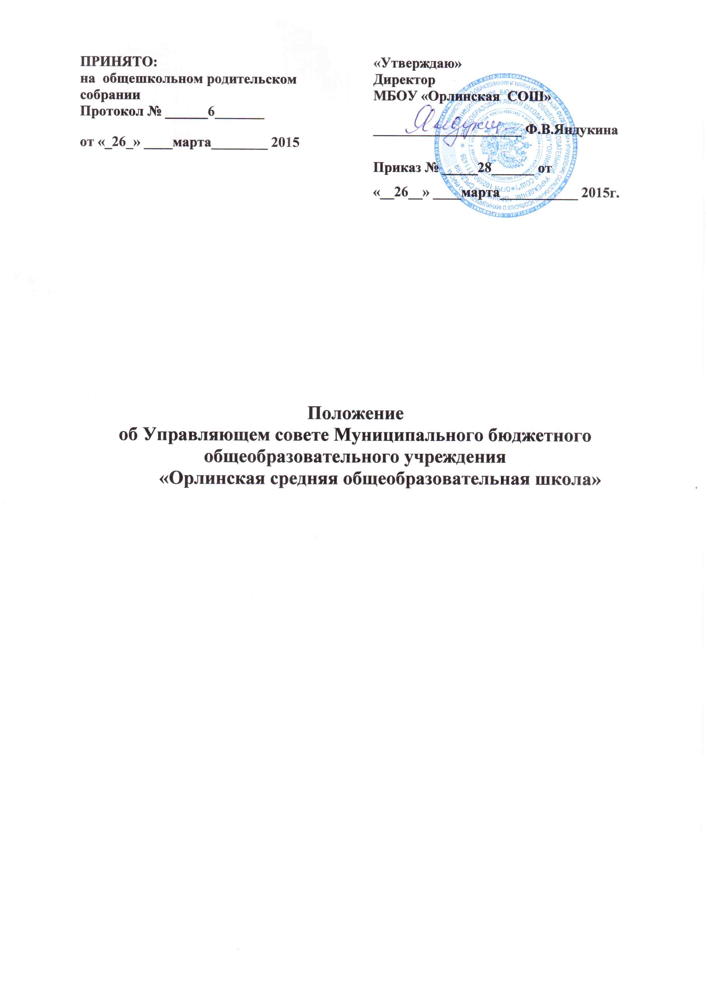 ПРИНЯТО:
на общешкольном родительском
собрании
Протокол № ______6_______
от «_26_» ____марта________ 2015
«Утверждаю»
Директор
МБОУ «Орлинская СОШ»
_____________________ Ф.В.Яндукина
Приказ № _____28______ от
«__26__» ____марта___________ 2015г.
Положение
об Управляющем совете Муниципального бюджетного
общеобразовательного учреждения
«Орлинская средняя общеобразовательная школа»